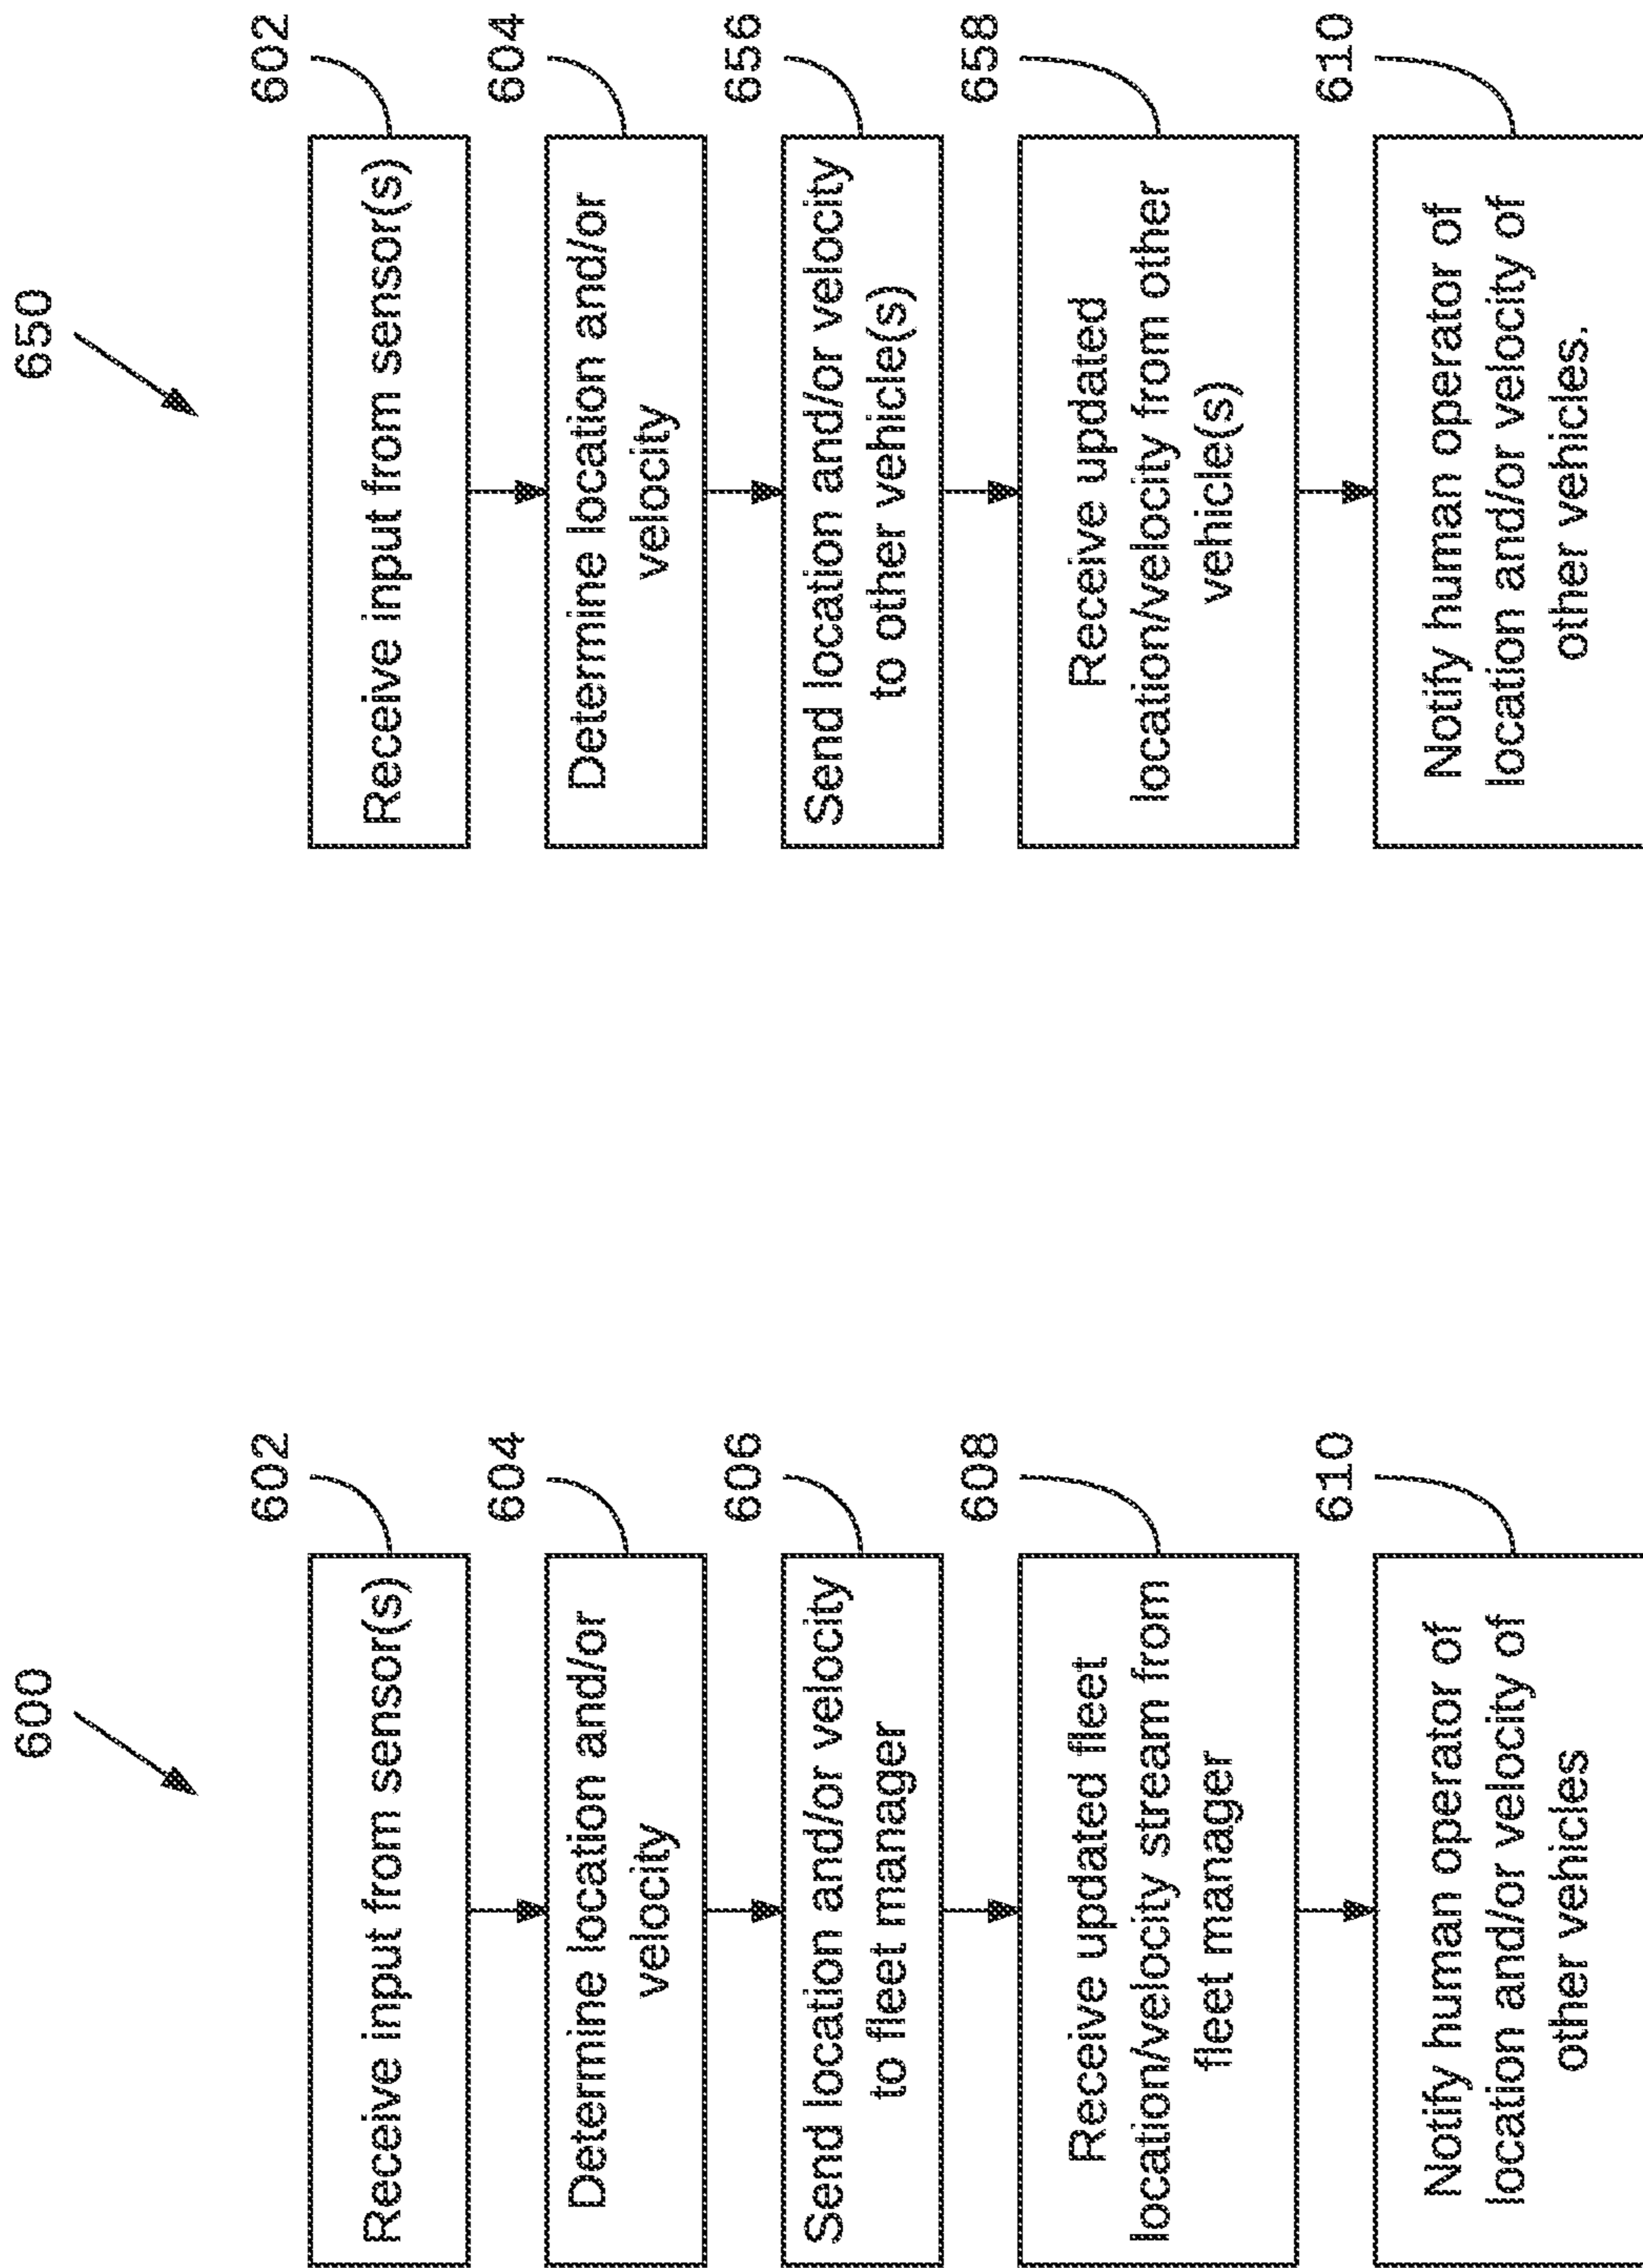 600
Receive input from sensor(s)
602
Determine location and/or
velocity
604
Send location and/or velocity
to fleet manager
606
Receive updated fleet
location/velocity stream from
fleet manager
608
Notify human operator of
location and/or velocity of
other vehicles
610
650
Receive input from sensor(s)
602
Determine location and/or
velocity
604
Send location and/or velocity
to other vehicle(s)
656
Receive updated
location/velocity from other
vehicle(s)
658
Notify human operator of
location and/or velocity of
other vehicles.
610